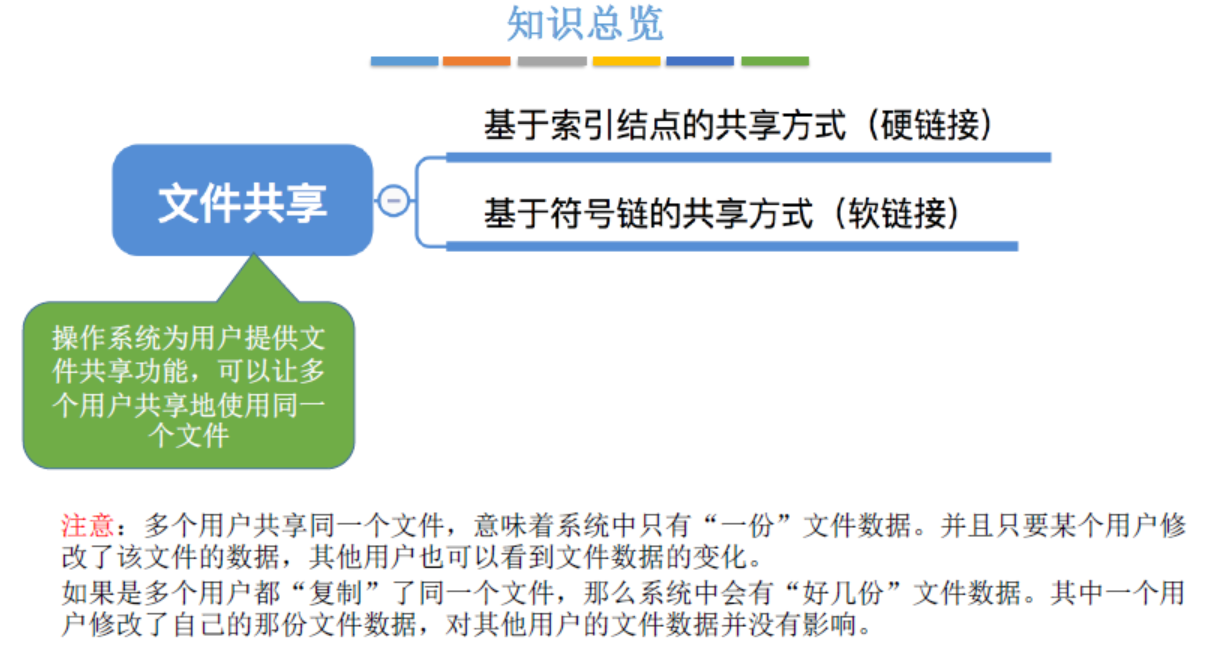 知识总览
基于索引结点的共享方式（硬链接）
文件共享
基于符号链的共享方式（软链接）
操作系统为用户提供文
件共享功能，可以让多
个用户共享地使用同一
个文件
注意：多个用户共享同一个文件，意味着系统中只有“一份”文件数据。并且只要某个用户修
改了该文件的数据，其他用户也可以看到文件数据的变化。
如果是多个用户都“复制”了同一个文件，那么系统中会有“好几份”文件数据。其中一个用
户修改了自己的那份文件数据，对其他用户的文件数据并没有影响。